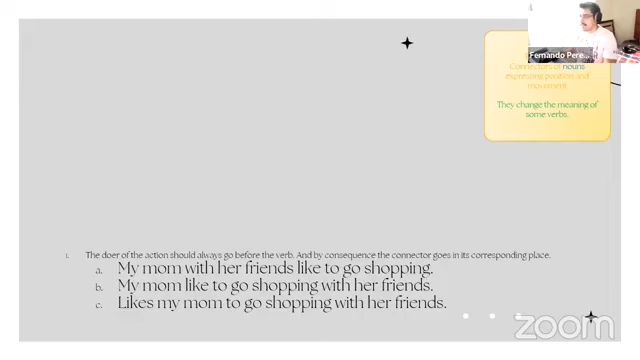 Fernando Pere...
Connectors of nouns
expressing position and
movement.
They change the meaning of
some verbs.
1. The doer of the action should always go before the verb. And by consequence the connector goes in its corresponding place.
a. My mom with her friends like to go shopping.
b. My mom like to go shopping with her friends.
c. Likes my mom to go shopping with her friends.
zoom